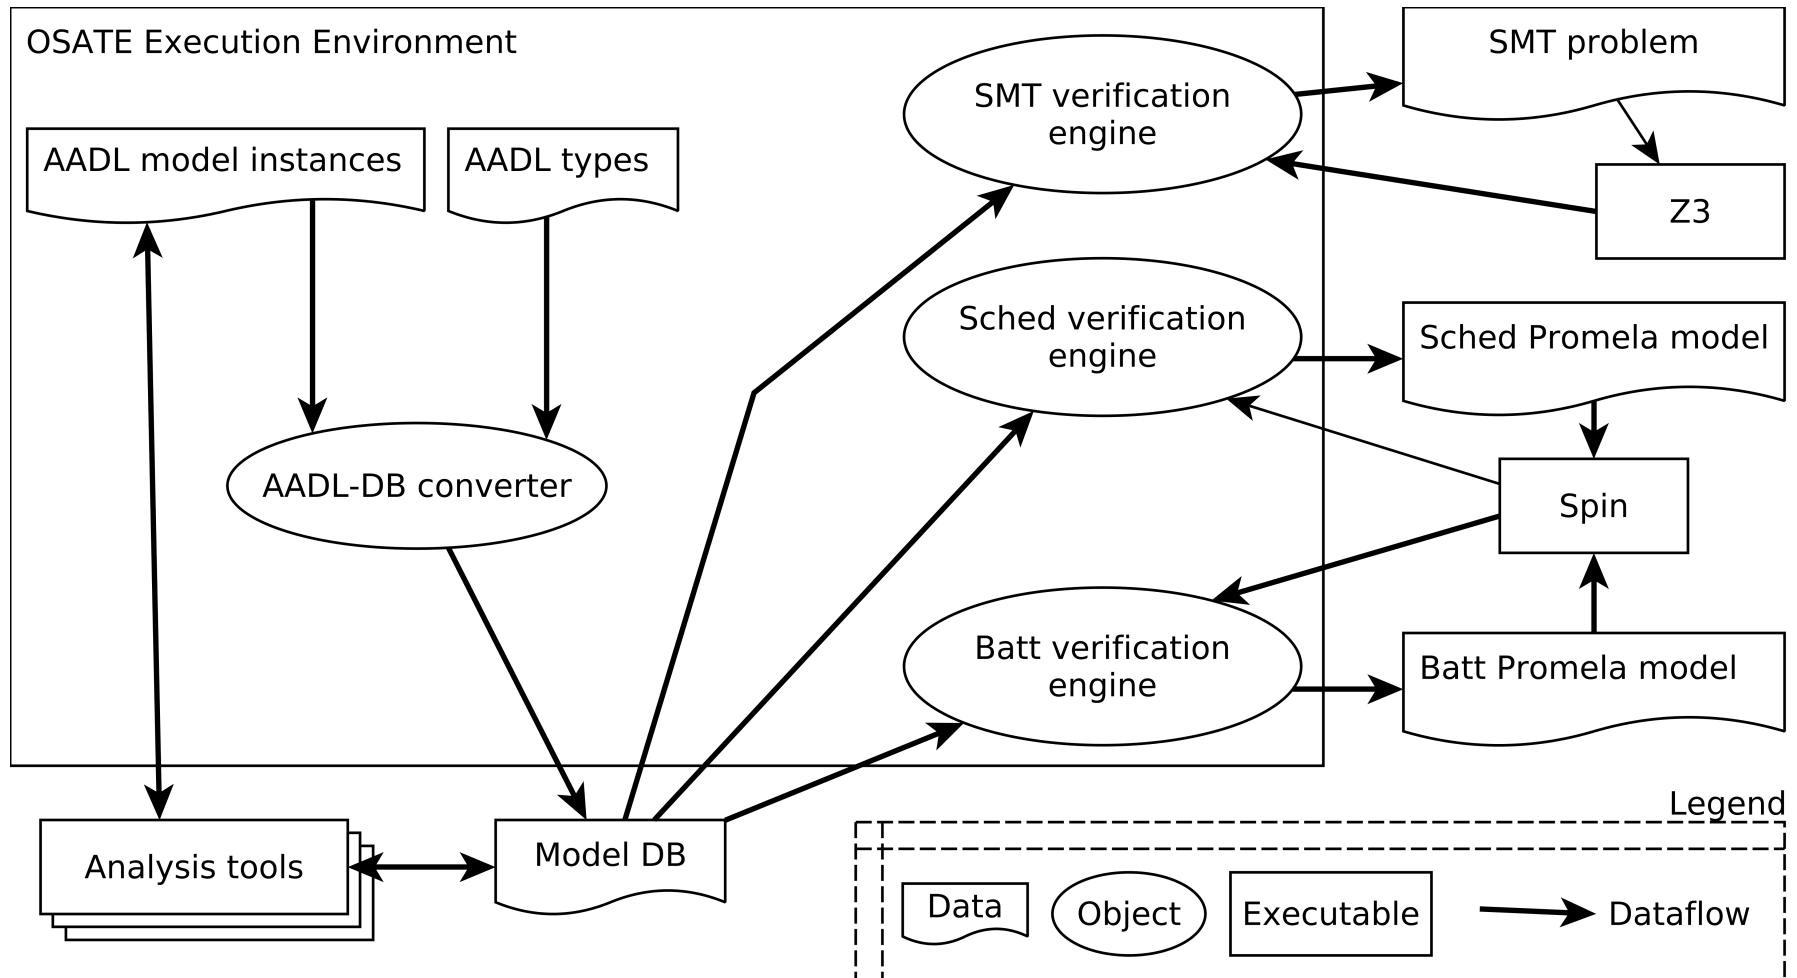 OSATE Execution Environment
SMT problem
SMT verification
engine
AADL model instances
AADL types
Z3
Sched verification
engine
Sched Promela model
AADL-DB converter
Spin
Batt verification
engine
Batt Promela model
Legend
Analysis tools
Model DB
Data
Object
Executable
Dataflow